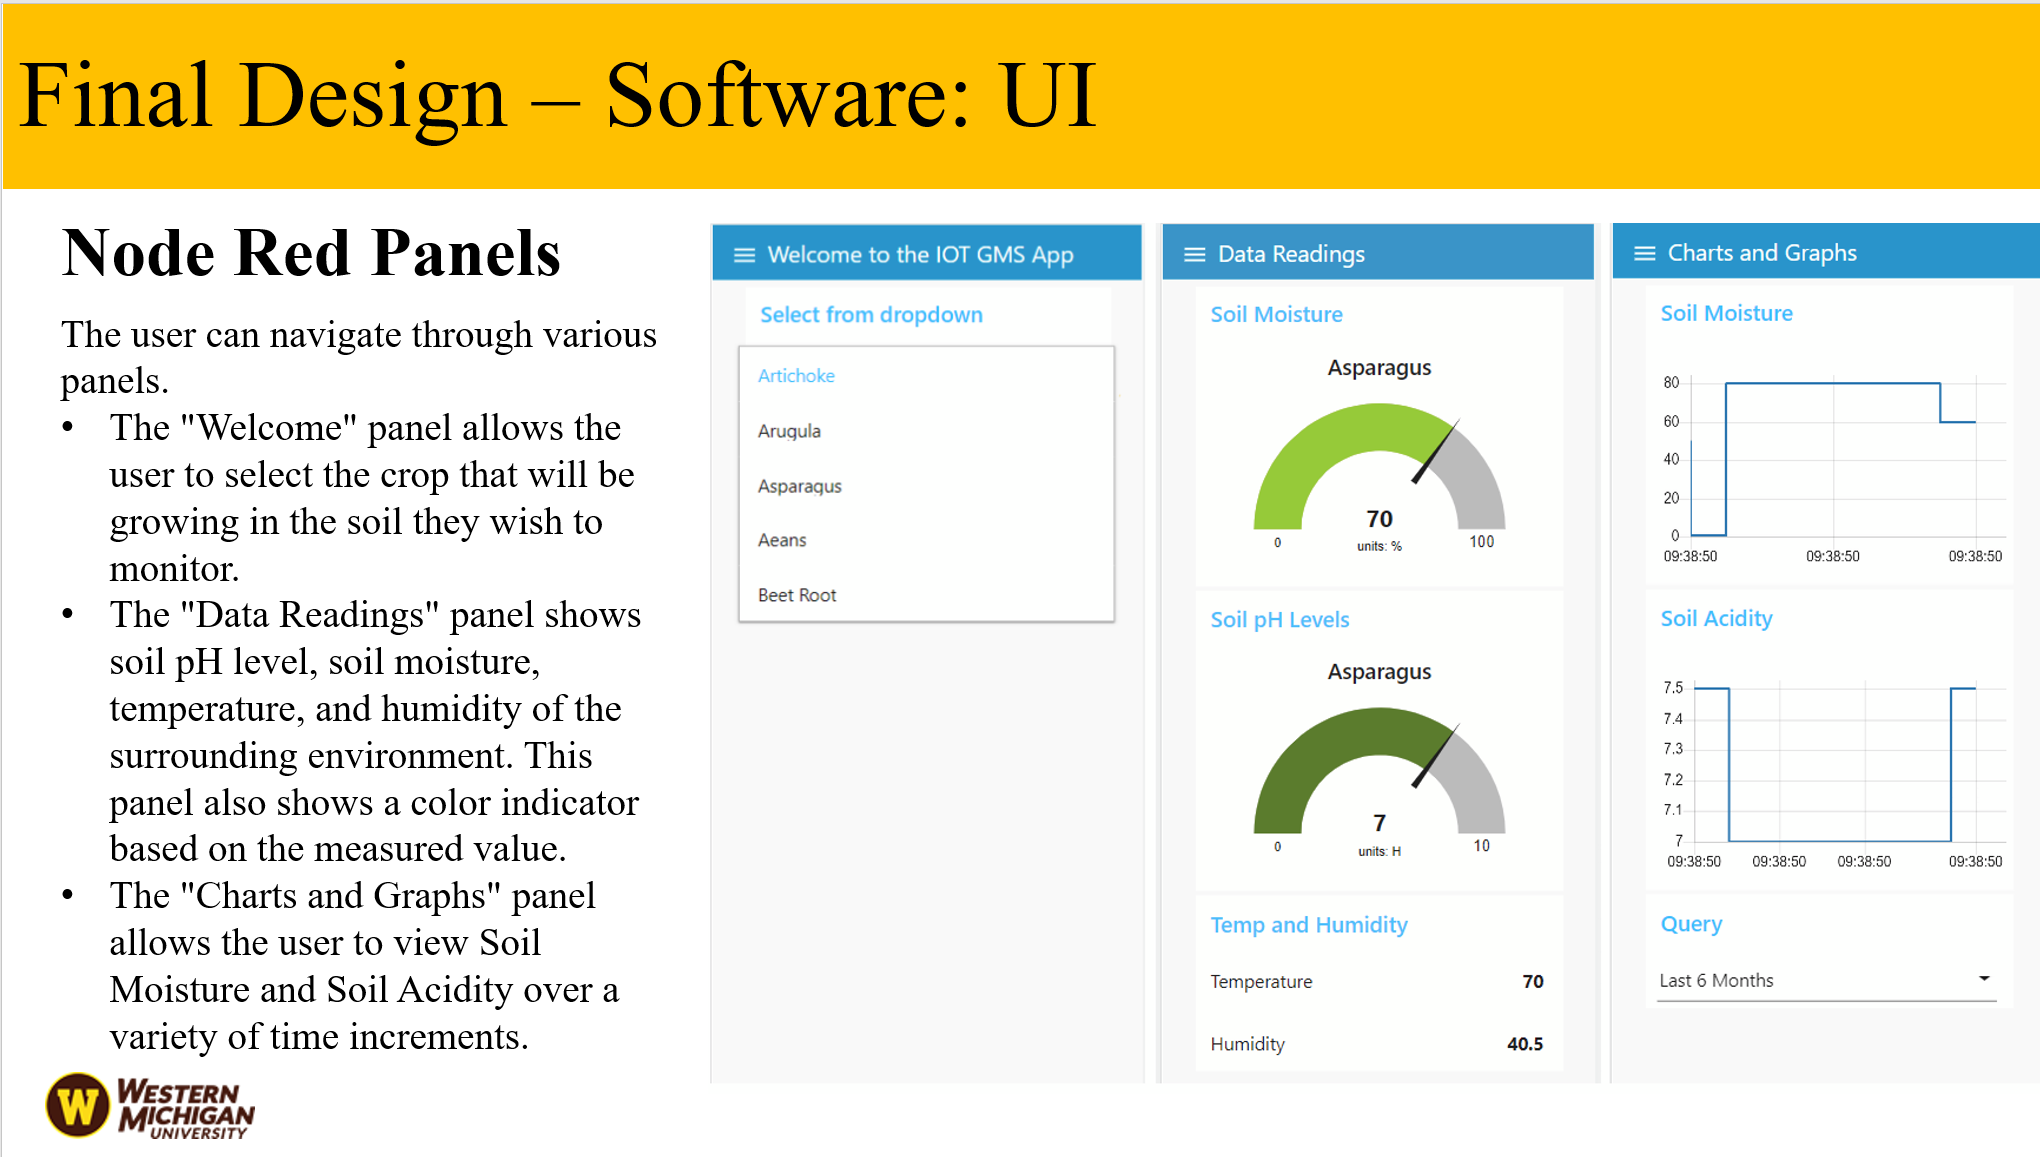 Final Design – Software: UI
Node Red Panels
The user can navigate through various
panels.
• The "Welcome" panel allows the
user to select the crop that will be
growing in the soil they wish to
monitor.
• The "Data Readings" panel shows
soil pH level, soil moisture,
temperature, and humidity of the
surrounding environment. This
panel also shows a color indicator
based on the measured value.
• The "Charts and Graphs" panel
allows the user to view Soil
Moisture and Soil Acidity over a
variety of time increments.
W WESTERN
MICHIGAN
UNIVERSITY
Welcome to the IOT GMS App
Select from dropdown
Artichoke
Arugula
Asparagus
Aeans
Beet Root
Data Readings
Soil Moisture
Asparagus
70
0 units: % 100
Soil pH Levels
Asparagus
7
0 units: H 10
Temp and Humidity
Temperature 70
Humidity 40.5
Charts and Graphs
Soil Moisture
80
60
40
20
0
09:38:50 09:38:50 09:38:50
Soil Acidity
7.5
7.4
7.3
7.2
7.1
7
09:38:50 09:38:50 09:38:50 09:38:50
Query
Last 6 Months